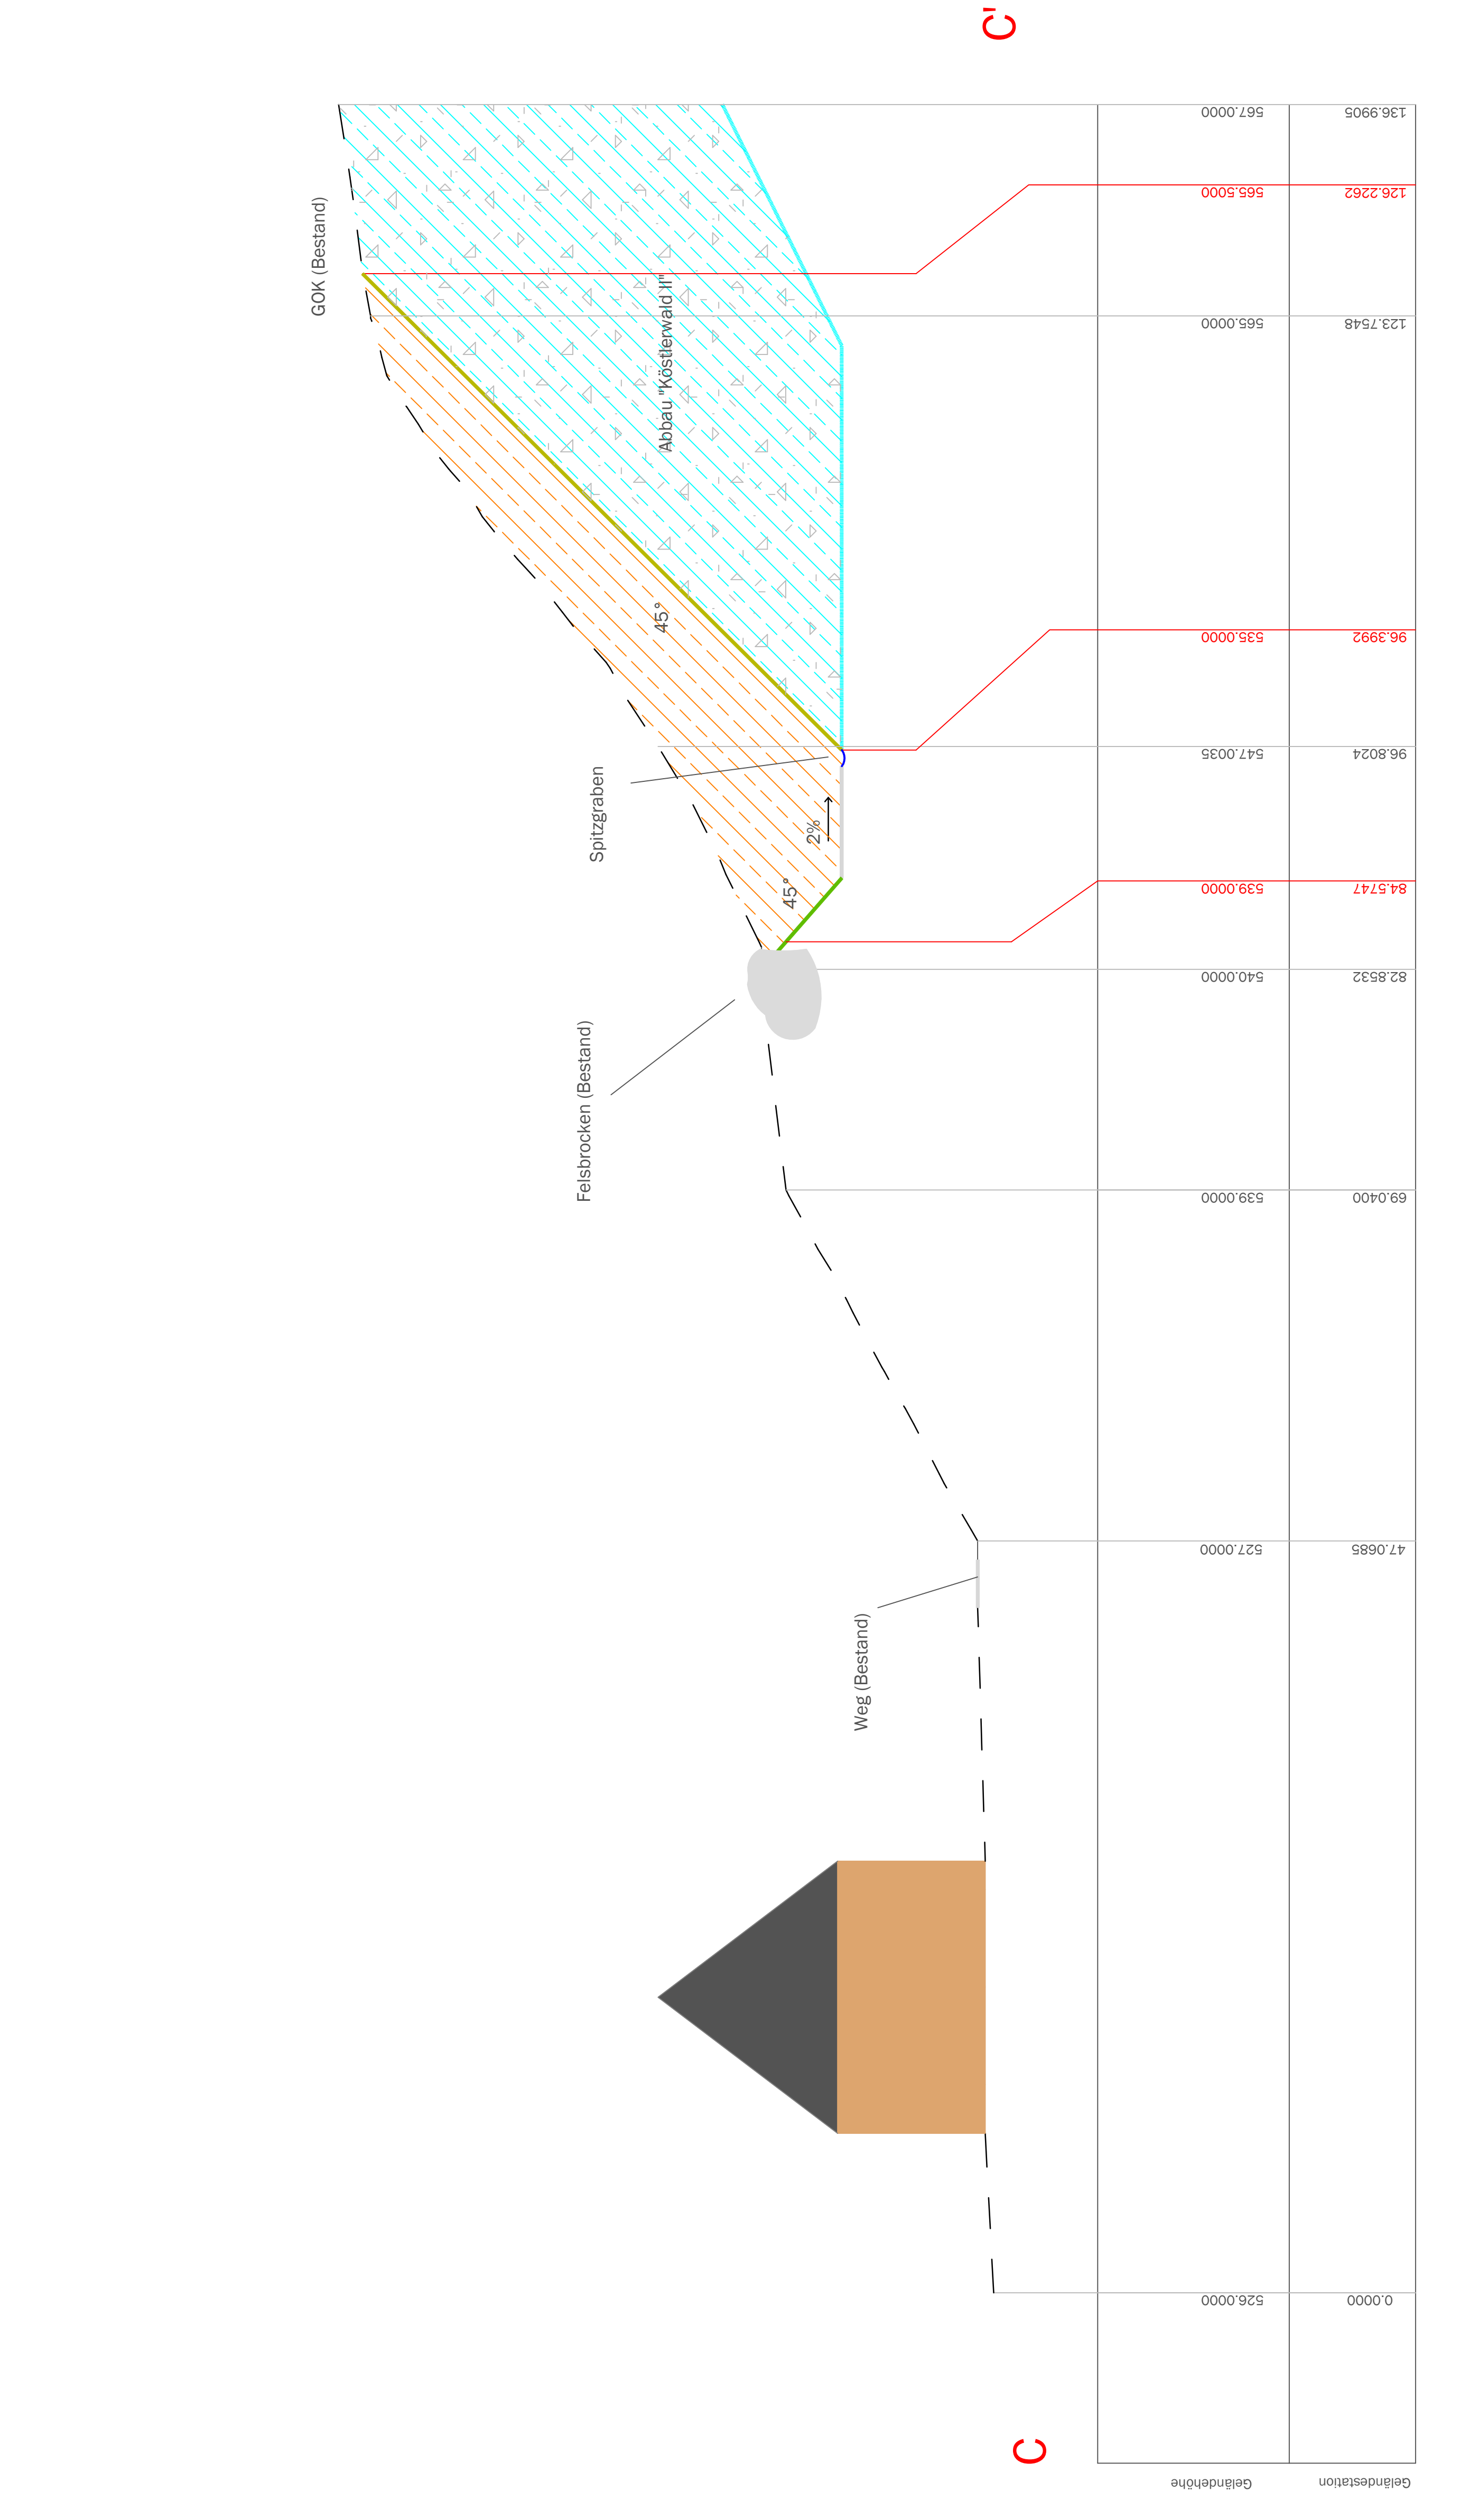 C'
GOK (Bestand)
Abbau "Köstlerwald II"
45°
Spitzgraben
2%
45°
Felsbrocken (Bestand)
Weg (Bestand)
C
Geländehöhe
Geländestation
567.0000
136.9905
565.5000
126.2262
565.0000
123.7548
535.0000
96.3992
547.0035
96.8024
539.0000
84.5747
540.0000
82.8532
539.0000
69.0400
527.0000
47.0685
526.0000
0.0000